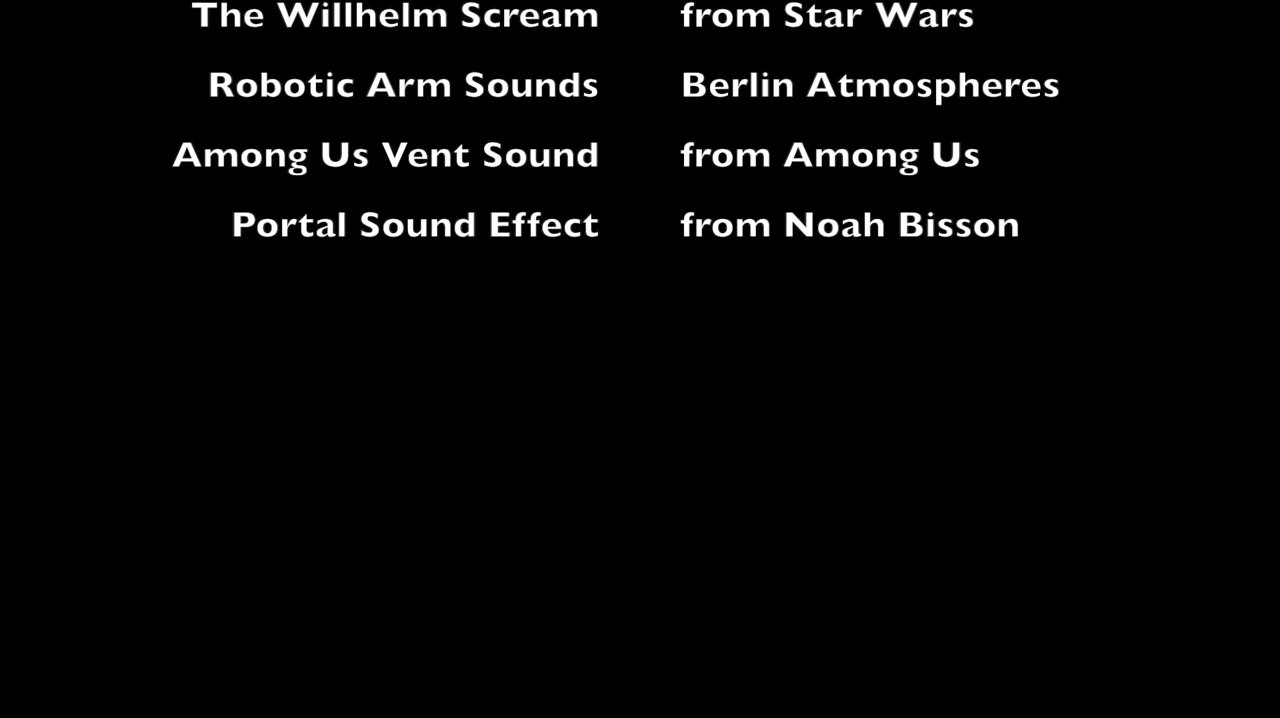 The Willhelm Scream from Star Wars
Robotic Arm Sounds Berlin Atmospheres
Among Us Vent Sound from Among Us
Portal Sound Effect from Noah Bisson